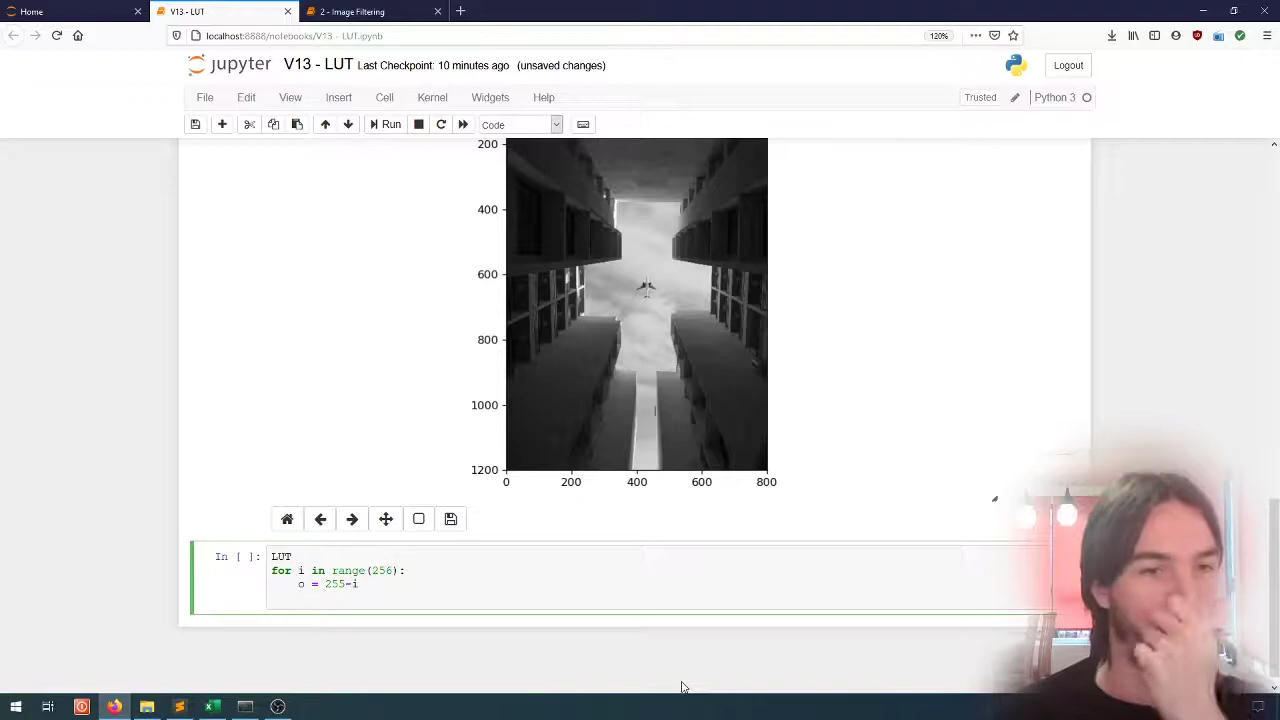 Home
V13 - LUT
2 - Image Filtering
localhost:8888/notebooks/V13 - LUT.ipynb
120%
jupyter V13 - LUT Last Checkpoint: 10 minutes ago (unsaved changes)
Logout
File Edit View Insert Cell Kernel Widgets Help
Trusted
Python 3
Run
Code
200
400
600
800
1000
1200
0 200 400 600 800
In [ ]:
LUT
for i in range(256):
o = 255-i